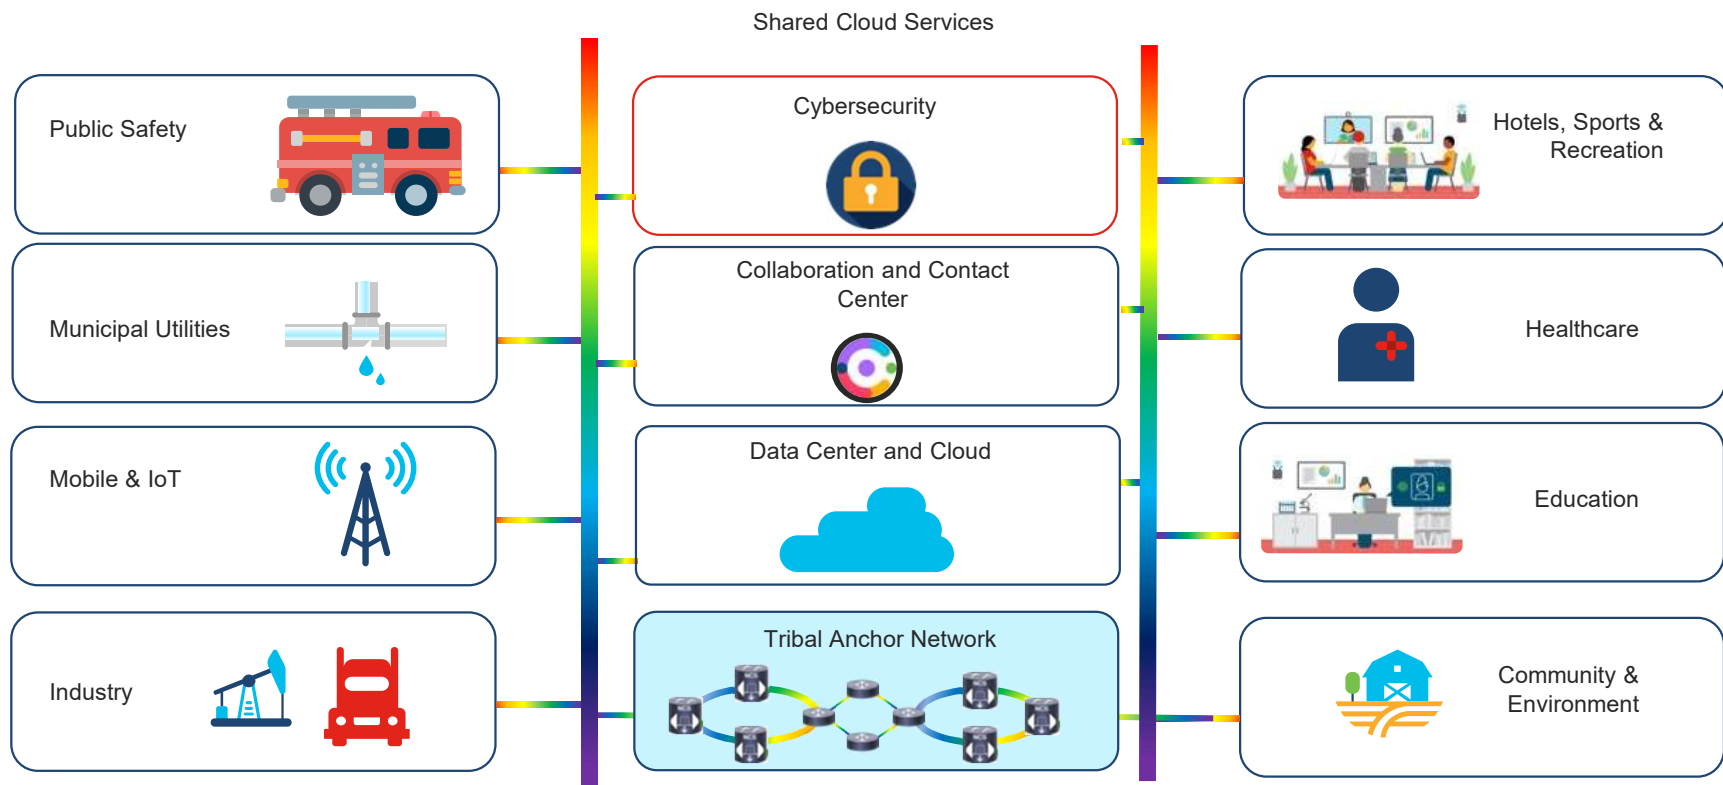 Shared Cloud Services
Public Safety
Municipal Utilities
Mobile & IoT
Industry
Cybersecurity
Collaboration and Contact
Center
Data Center and Cloud
Tribal Anchor Network
Hotels, Sports &
Recreation
Healthcare
Education
Community &
Environment